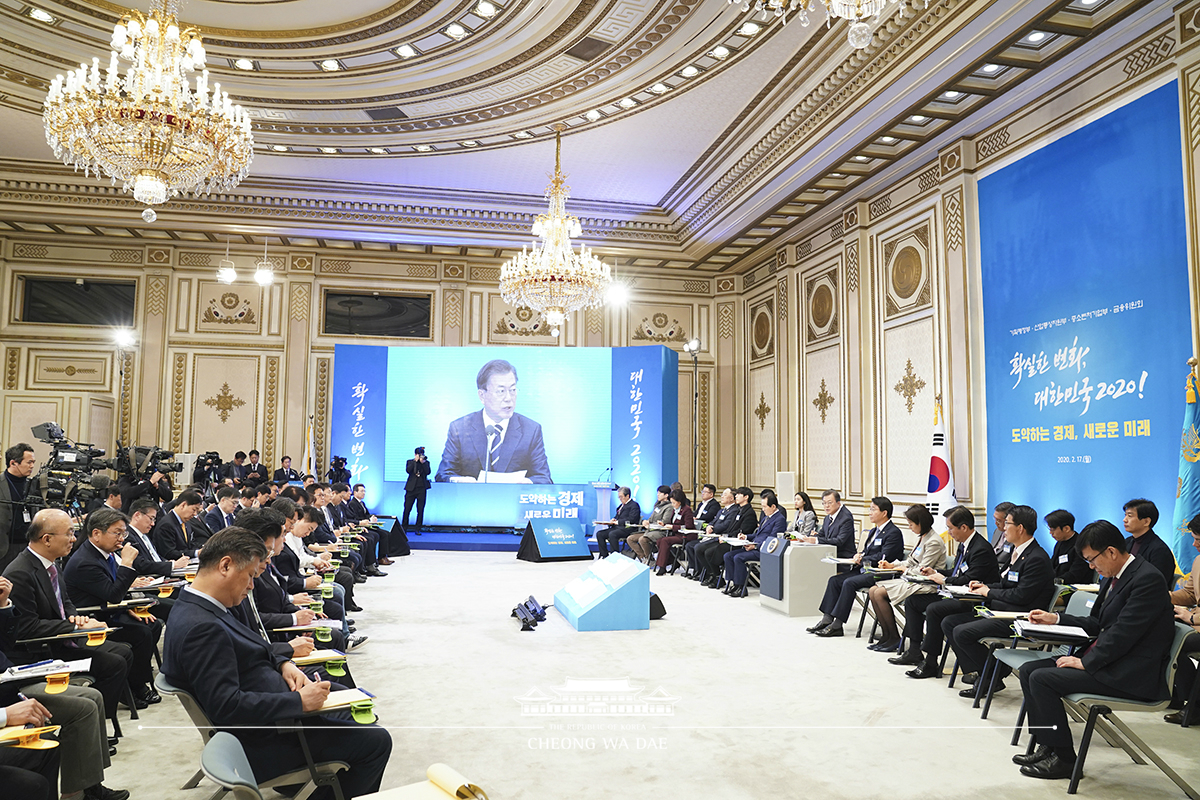 기획재정부 · 산업통상자원부 · 중소벤처기업부 · 금융위원회
확실한 변화,
대한민국 2020!
도약하는 경제, 새로운 미래
2020. 2. 17.(월)
확실한 변화
대한민국 2020!
도약하는 경제
새로운 미래
THE REPUBLIC OF KOREA
CHEONG WA DAE